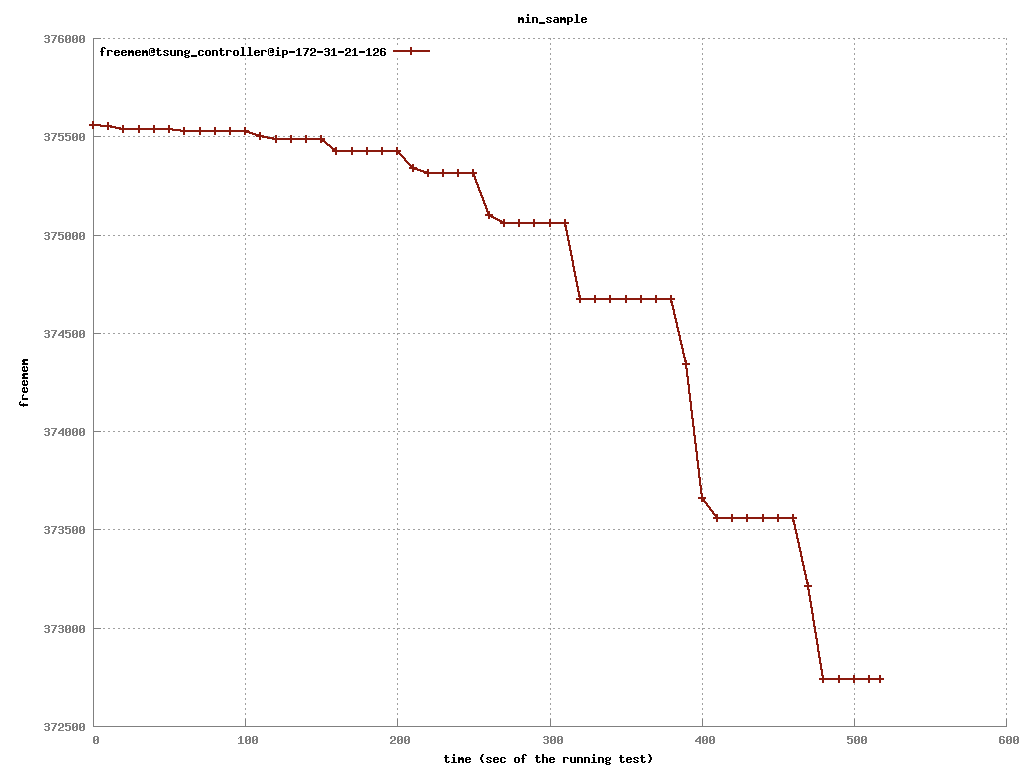 min_sample
376000
freemem@tsung_controller@ip-172-31-21-126
375500
375000
374500
freemem
374000
373500
373000
372500
0 100 200 300 400 500 600
time (sec of the running test)